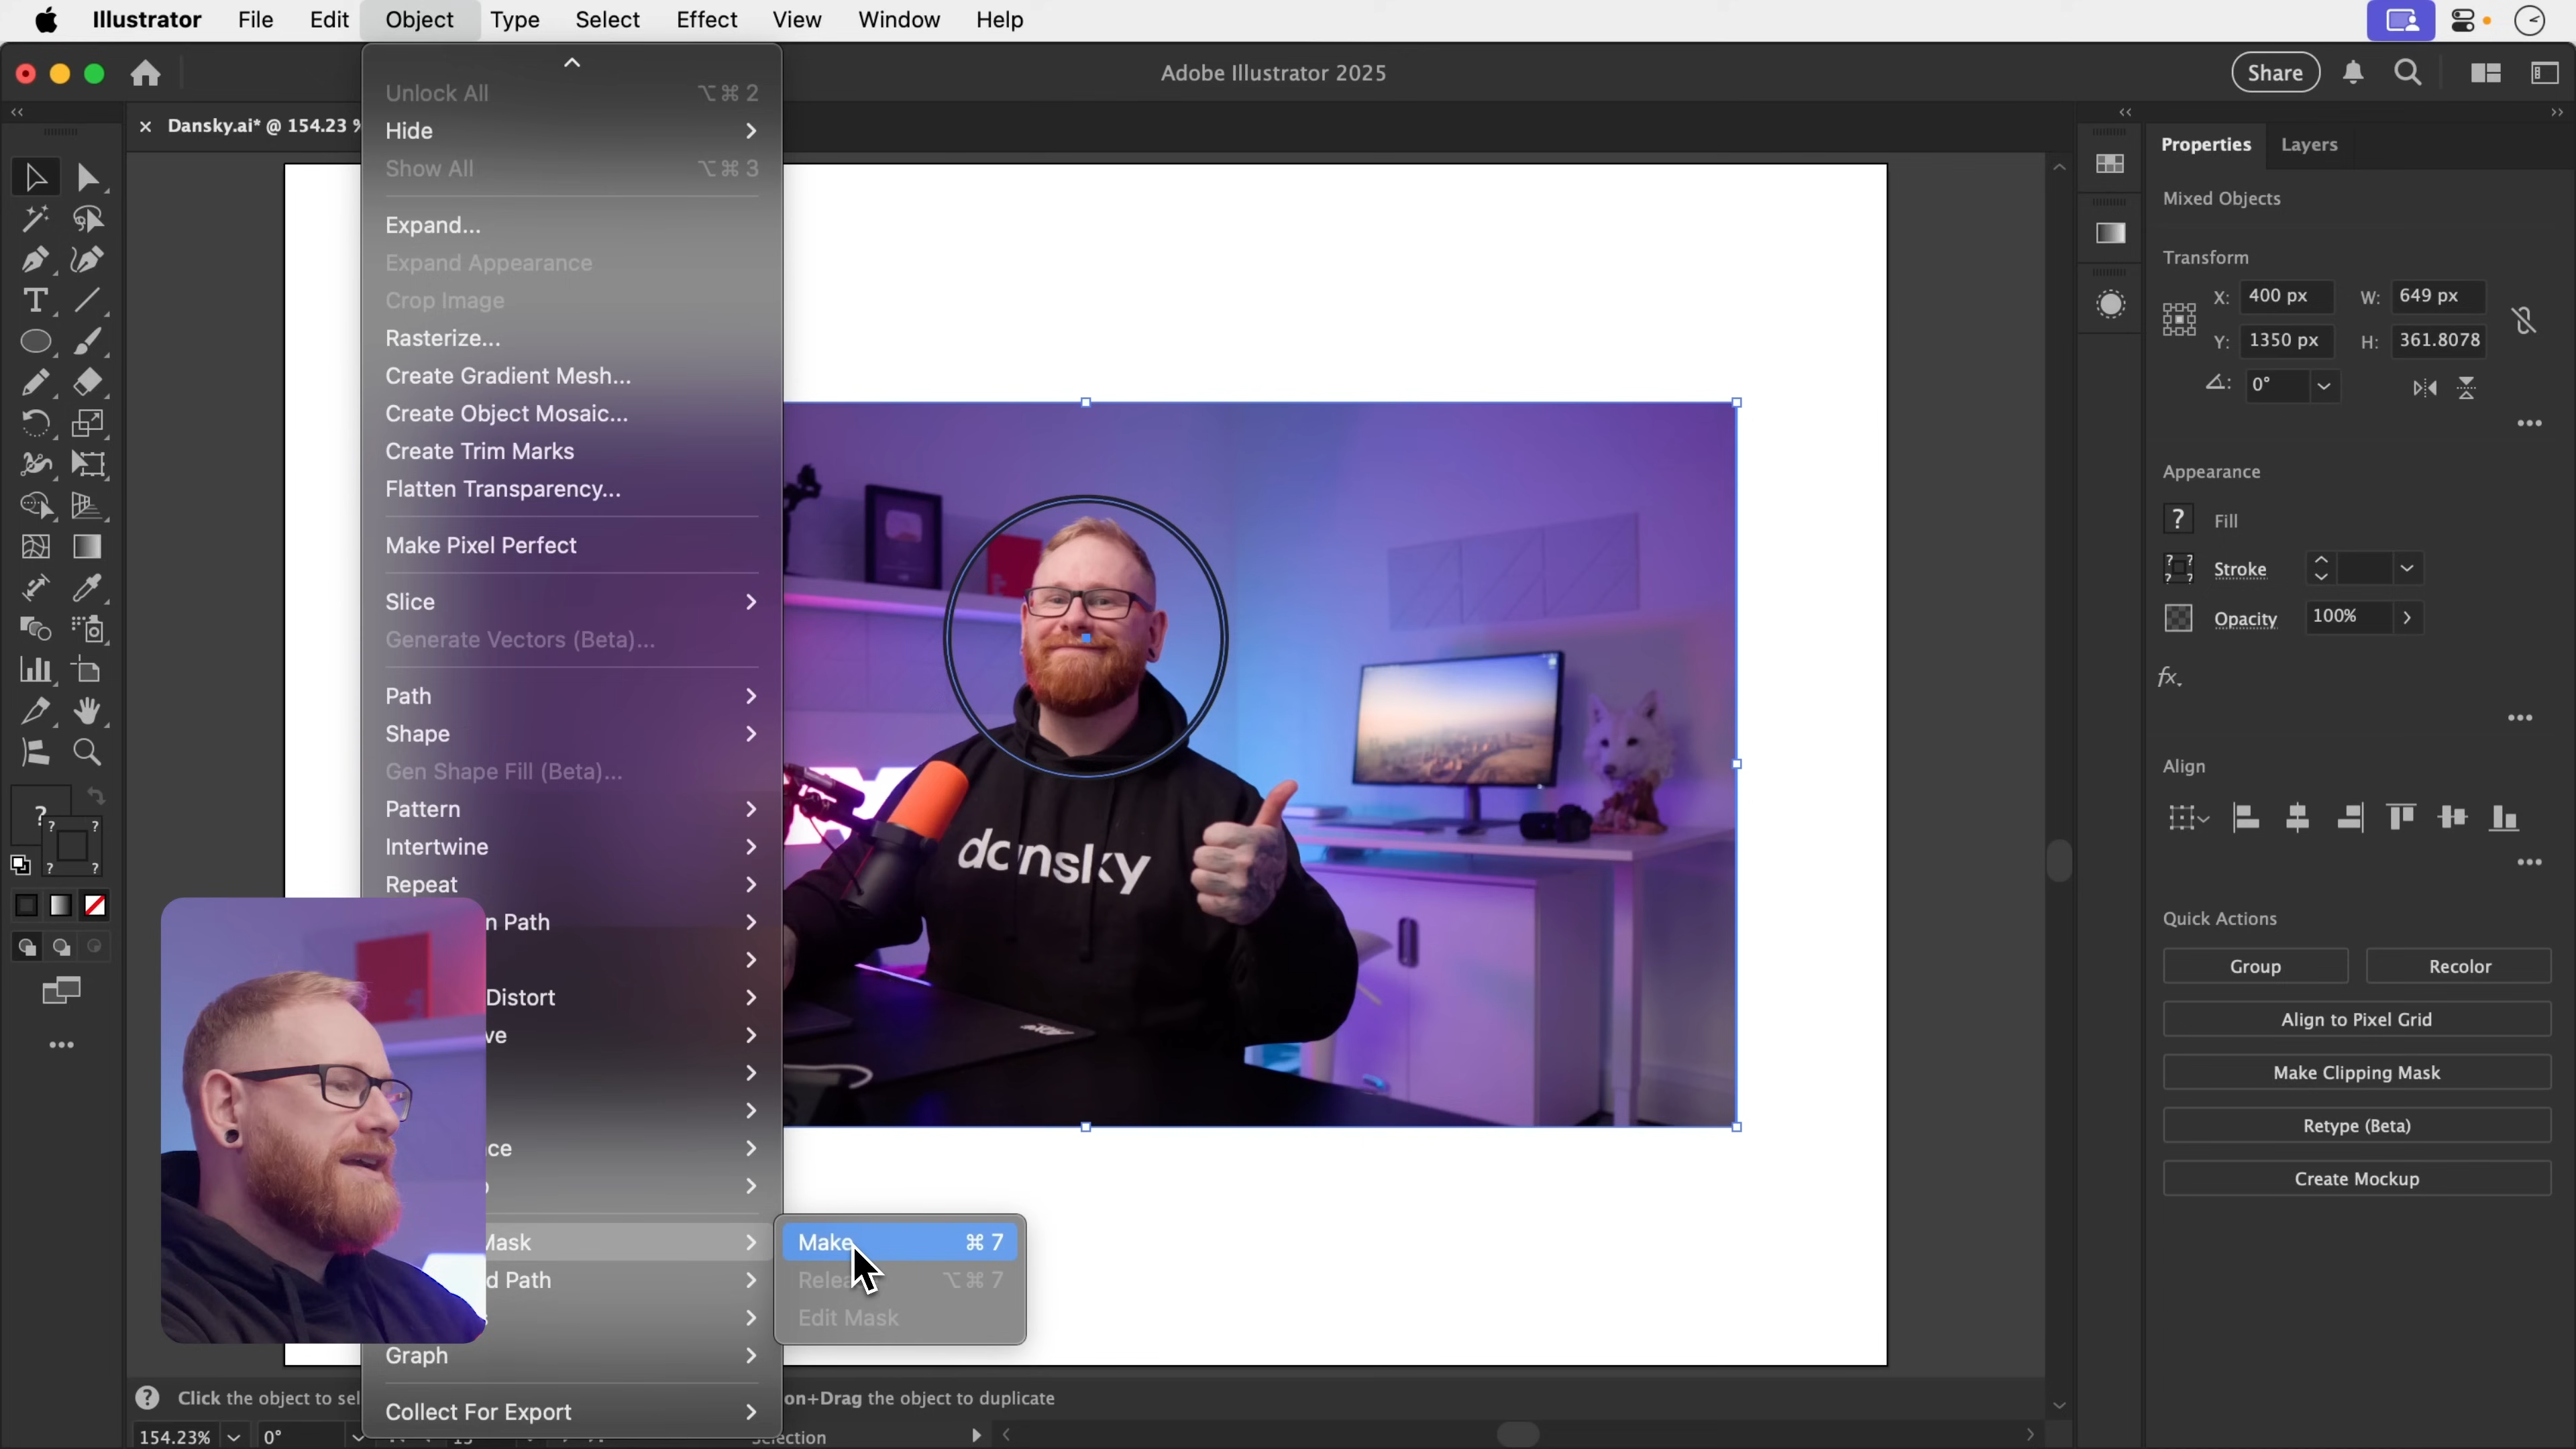 Illustrator File Edit Object Type Select Effect View Window Help
Adobe Illustrator 2025
Share
Dansky.ai* @ 154.23 %
Unlock All ⌥⌘2
Hide
Show All ⌥⌘3
Expand...
Expand Appearance
Crop Image
Rasterize...
Create Gradient Mesh...
Create Object Mosaic...
Create Trim Marks
Flatten Transparency...
Make Pixel Perfect
Slice
Generate Vectors (Beta)...
Path
Shape
Gen Shape Fill (Beta)...
Pattern
Intertwine
Repeat
n Path
Distort
ve
ce
Mask
d Path
Graph
Collect For Export
Make ⌘7
Relea ⌥⌘7
Edit Mask
dansky
Properties Layers
Mixed Objects
Transform
X: 400 px W: 649 px
Y: 1350 px H: 361.8078
0°
Appearance
? Fill
Stroke
Opacity 100%
fx.
Align
Quick Actions
Group Recolor
Align to Pixel Grid
Make Clipping Mask
Retype (Beta)
Create Mockup
Click the object to sel
on+Drag the object to duplicate
154.23% 0°
Selection